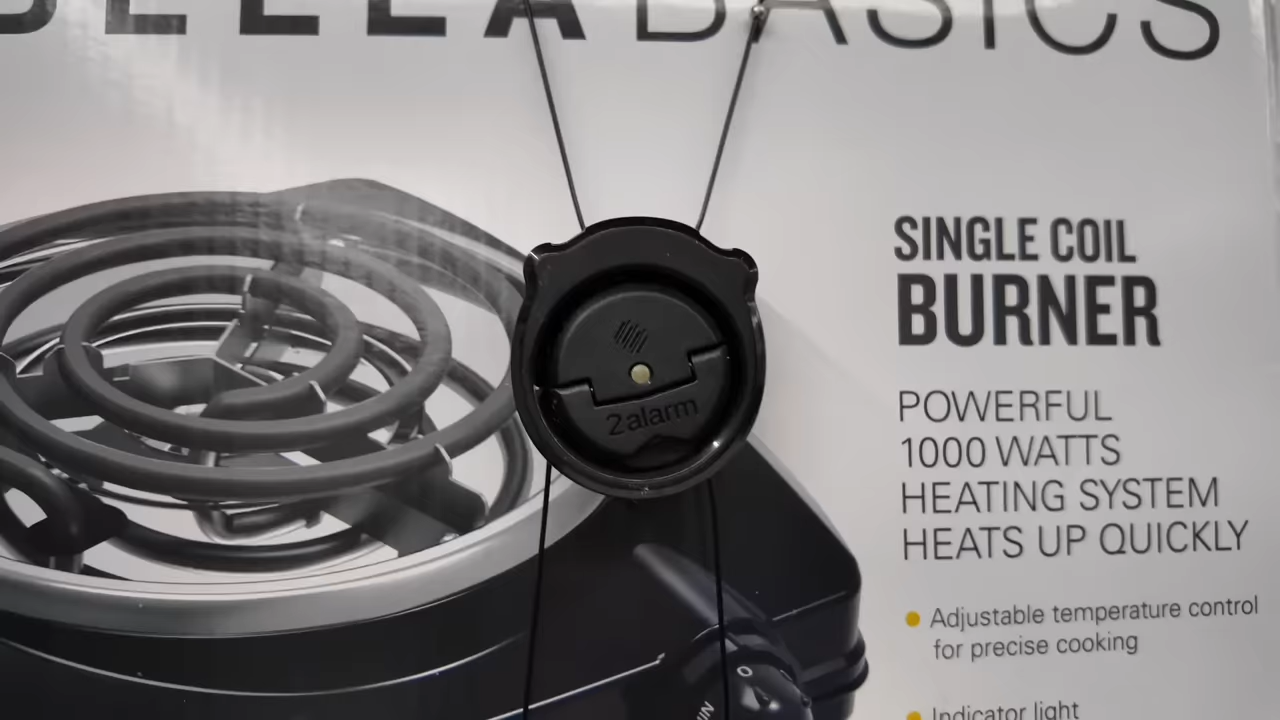 BELLA BASICS
2alarm
SINGLE COIL
BURNER
POWERFUL
1000 WATTS
HEATING SYSTEM
HEATS UP QUICKLY
Adjustable temperature control
for precise cooking
Indicator light